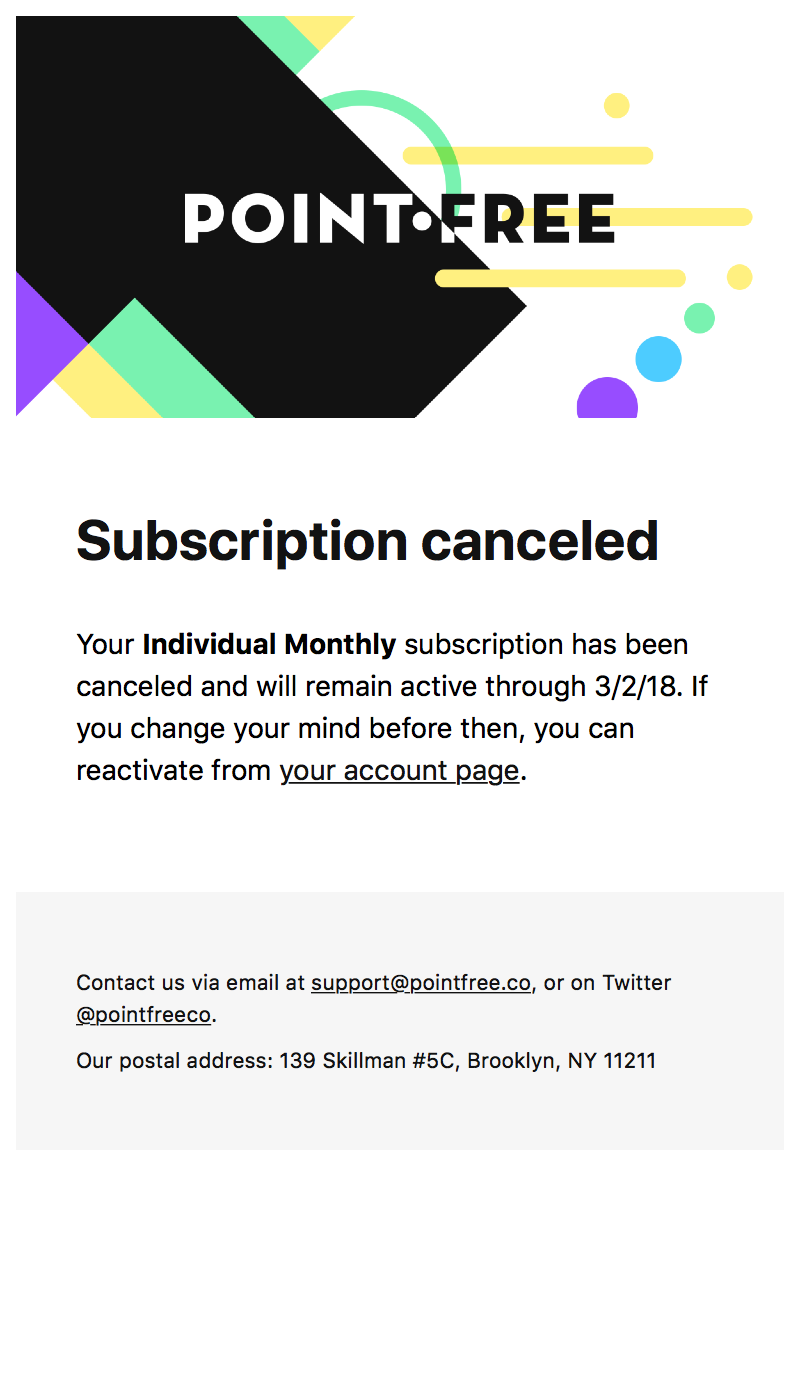 POINT•FREE
Subscription canceled
Your Individual Monthly subscription has been
canceled and will remain active through 3/2/18. If
you change your mind before then, you can
reactivate from your account page.
Contact us via email at support@pointfree.co, or on Twitter
@pointfreeco.
Our postal address: 139 Skillman #5C, Brooklyn, NY 11211